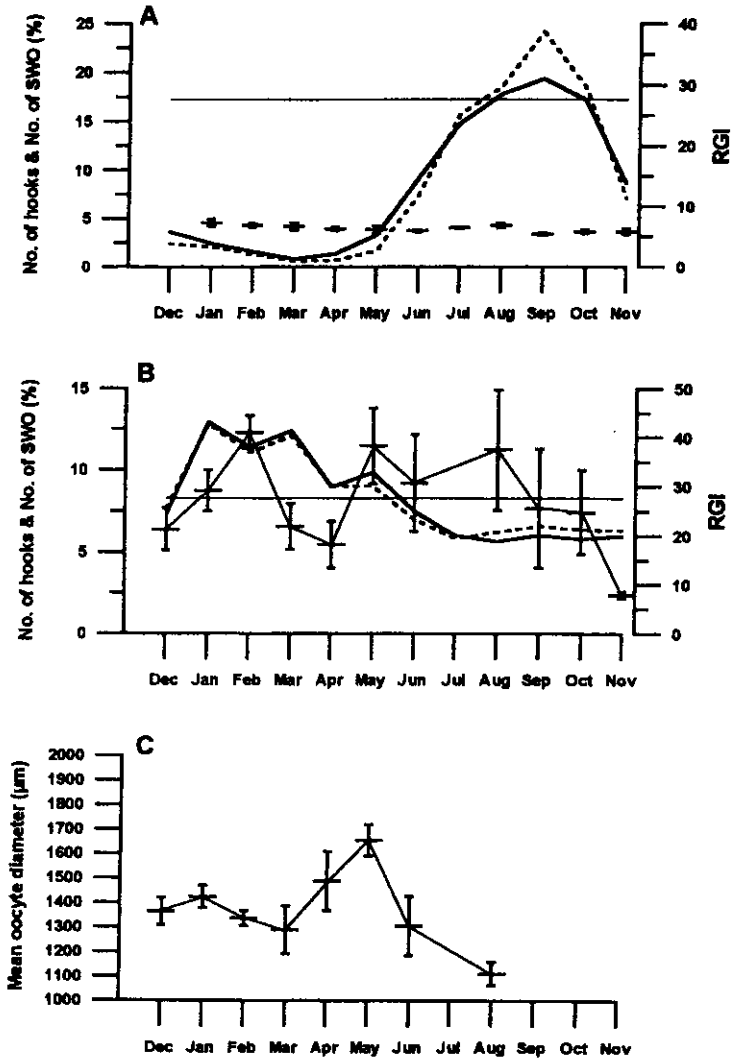 A
No. of hooks & No. of SWO (%)
25
20
15
10
5
0
40
30
20
10
0
RGI
Dec Jan Feb Mar Apr May Jun Jul Aug Sep Oct Nov
B
No. of hooks & No. of SWO (%)
15
10
5
0
50
40
30
20
10
0
RGI
Dec Jan Feb Mar Apr May Jun Jul Aug Sep Oct Nov
C
Mean oocyte diameter (µm)
2000
1900
1800
1700
1600
1500
1400
1300
1200
1100
1000
Dec Jan Feb Mar Apr May Jun Jul Aug Sep Oct Nov